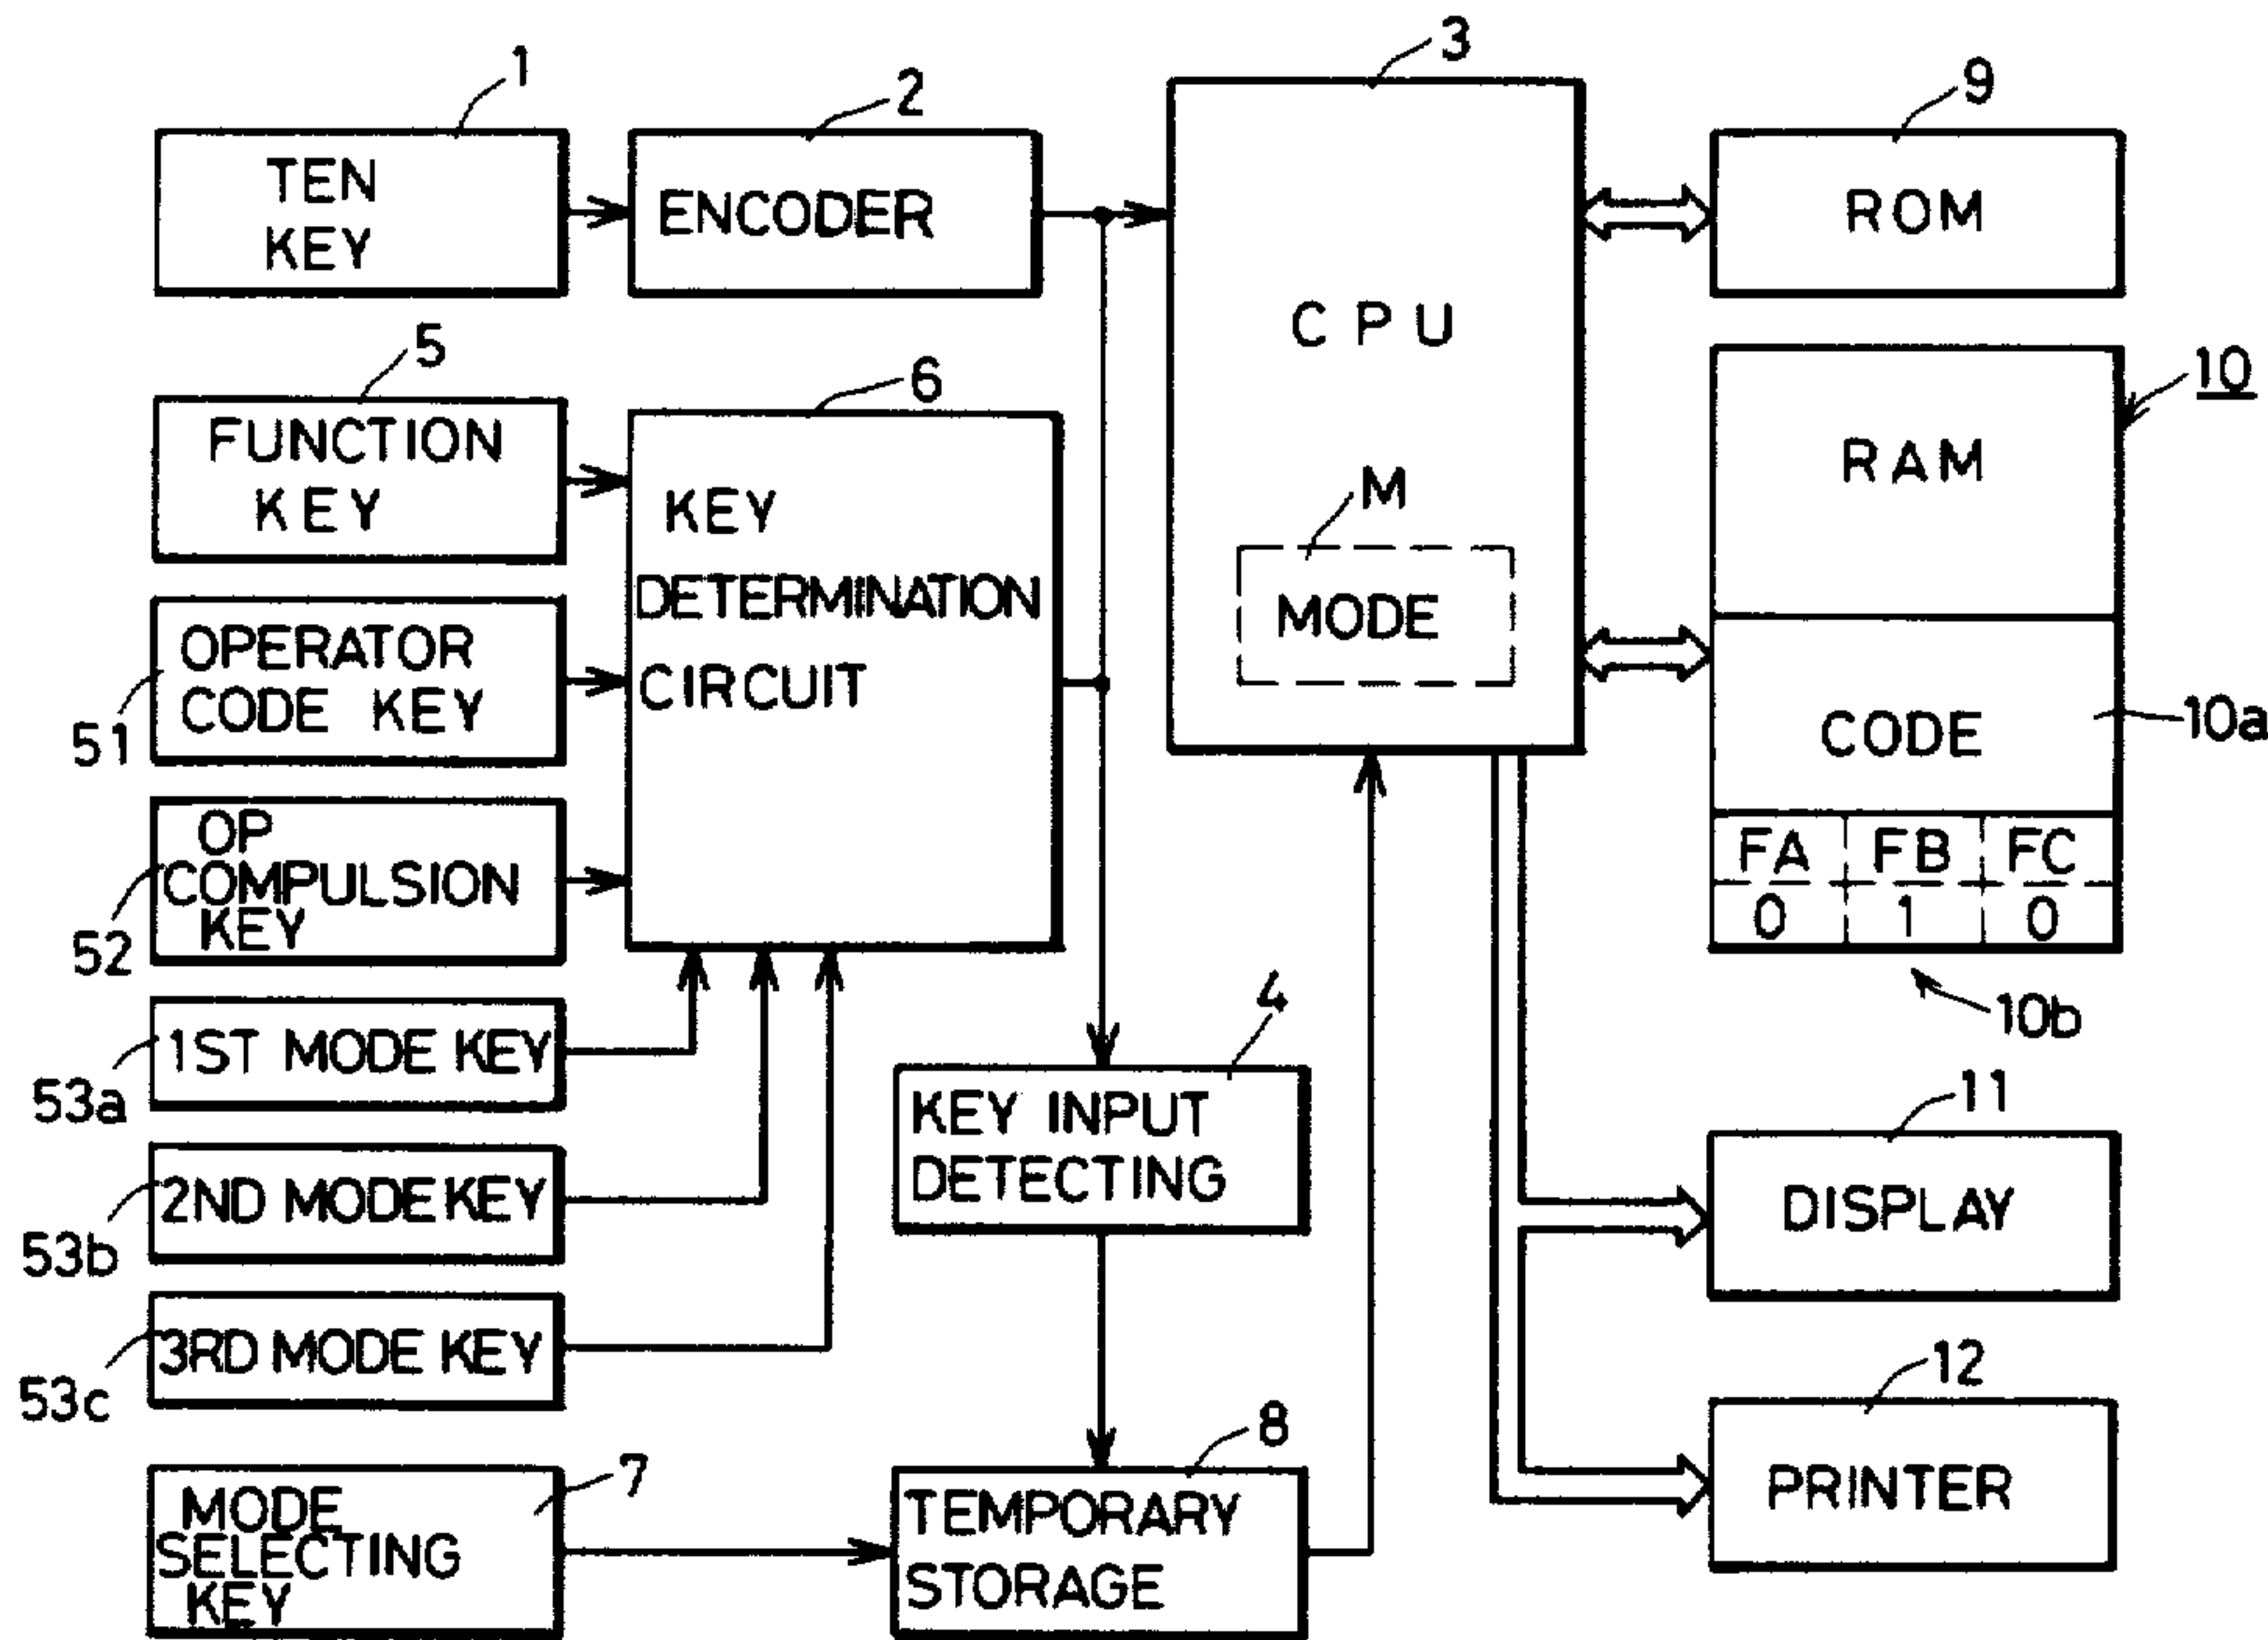 1
2
3
9
TEN
KEY
ENCODER
CPU
ROM
5
6
10
FUNCTION
KEY
KEY
DETERMINATION
CIRCUIT
M
MODE
RAM
OPERATOR
CODE KEY
51
CODE
10a
OP
COMPULSION
KEY
52
FA FB FC
0 1 0
10b
1ST MODE KEY
53a
4
KEY INPUT
DETECTING
11
DISPLAY
2ND MODE KEY
53b
3RD MODE KEY
53c
12
PRINTER
7
8
MODE
SELECTING
KEY
TEMPORARY
STORAGE